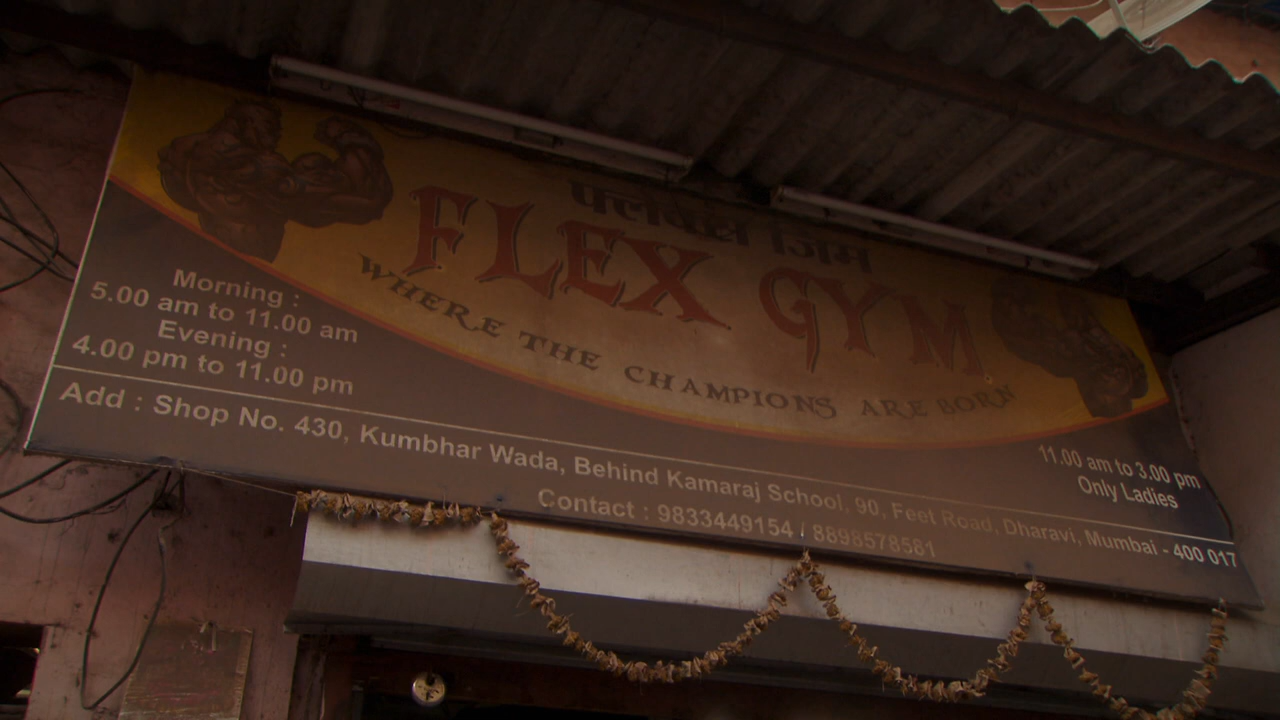 फ्लेक्स जिम
FLEX GYM
WHERE THE CHAMPIONS ARE BORN
Morning :
5.00 am to 11.00 am
Evening :
4.00 pm to 11.00 pm
11.00 am to 3.00 pm
Only Ladies
Add : Shop No. 430, Kumbhar Wada, Behind Kamaraj School, 90, Feet Road, Dharavi, Mumbai - 400 017
Contact : 9833449154 / 8898578581